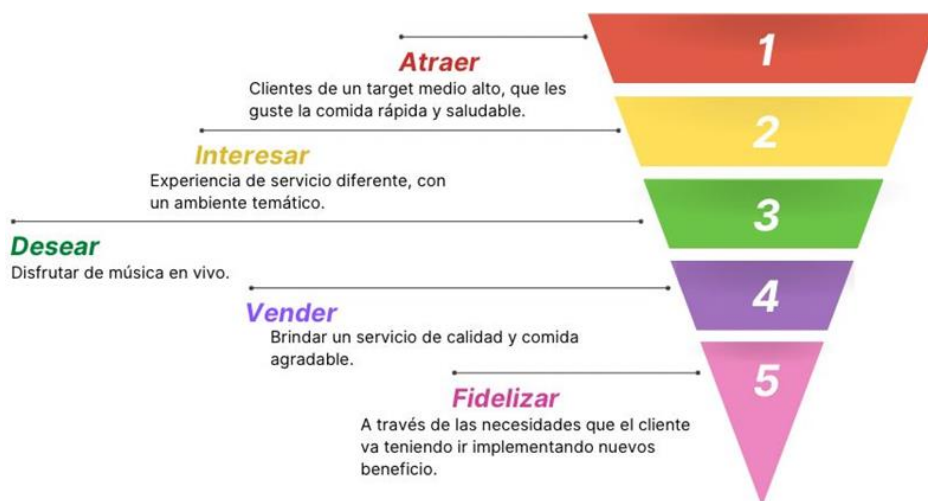 1
Atraer
Clientes de un target medio alto, que les
guste la comida rápida y saludable.
2
Interesar
Experiencia de servicio diferente, con
un ambiente temático.
3
Desear
Disfrutar de música en vivo.
4
Vender
Brindar un servicio de calidad y comida
agradable.
5
Fidelizar
A través de las necesidades que el cliente
va teniendo ir implementando nuevos
beneficio.